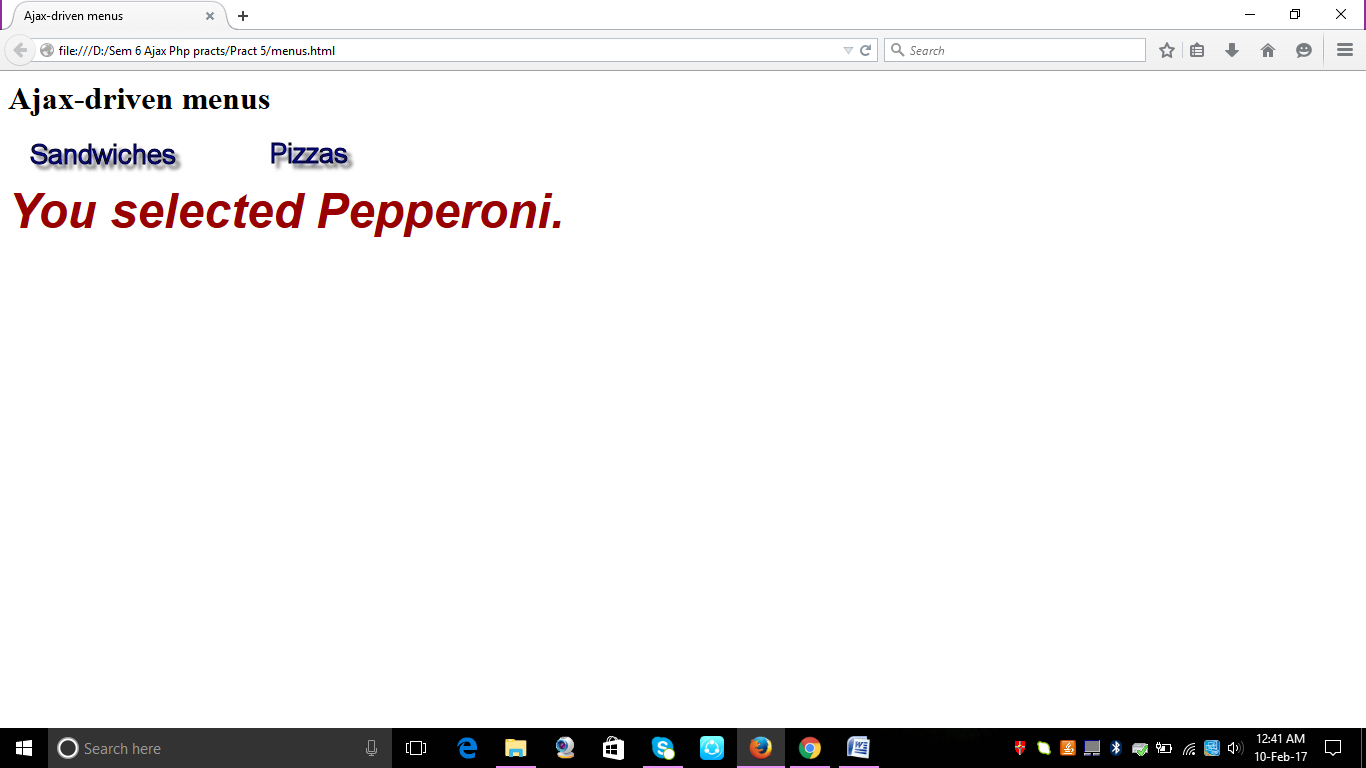 Ajax-driven menus
file:///D:/Sem 6 Ajax Php practs/Pract 5/menus.html
Search
Ajax-driven menus
Sandwiches Pizzas
You selected Pepperoni.
Search here
12:41 AM
10-Feb-17